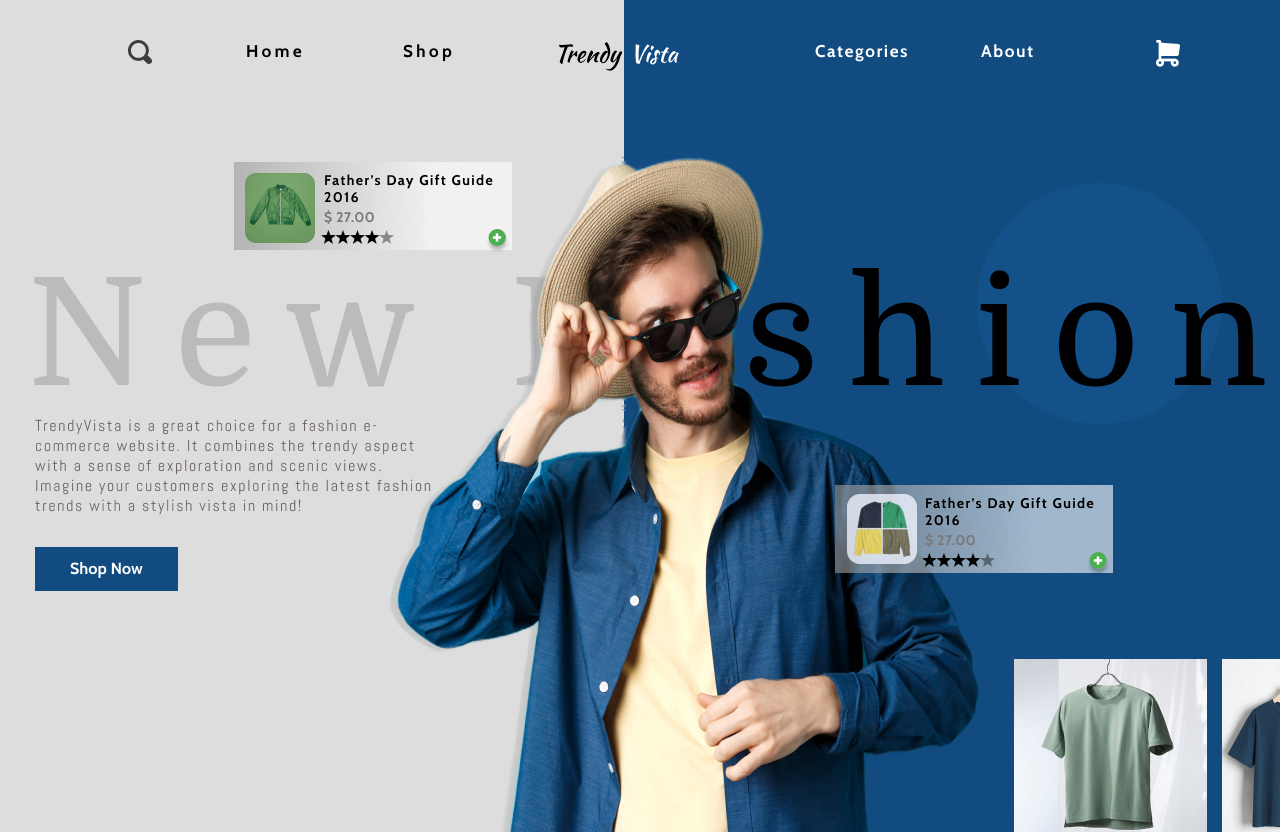 Home
Shop
Trendy Vista
Categories
About
Father's Day Gift Guide
2016
$ 27.00
New
shion
TrendyVista is a great choice for a fashion e-
commerce website. It combines the trendy aspect
with a sense of exploration and scenic views.
Imagine your customers exploring the latest fashion
trends with a stylish vista in mind!
Father's Day Gift Guide
2016
$ 27.00
Shop Now